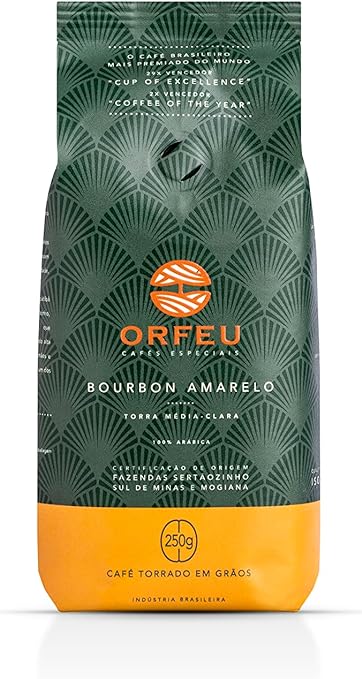 O CAFÉ BRASILEIRO
MAIS PREMIADO DO MUNDO
29X VENCEDOR
"CUP OF EXCELLENCE"
2X VENCEDOR
"COFFEE OF THE YEAR"
ORFEU
CAFÉS ESPECIAIS
BOURBON AMARELO
TORRA MÉDIA-CLARA
100% ARÁBICA
CERTIFICAÇÃO DE ORIGEM
FAZENDAS SERTÃOZINHO
SUL DE MINAS E MOGIANA
250g
CAFÉ TORRADO EM GRÃOS
INDÚSTRIA BRASILEIRA